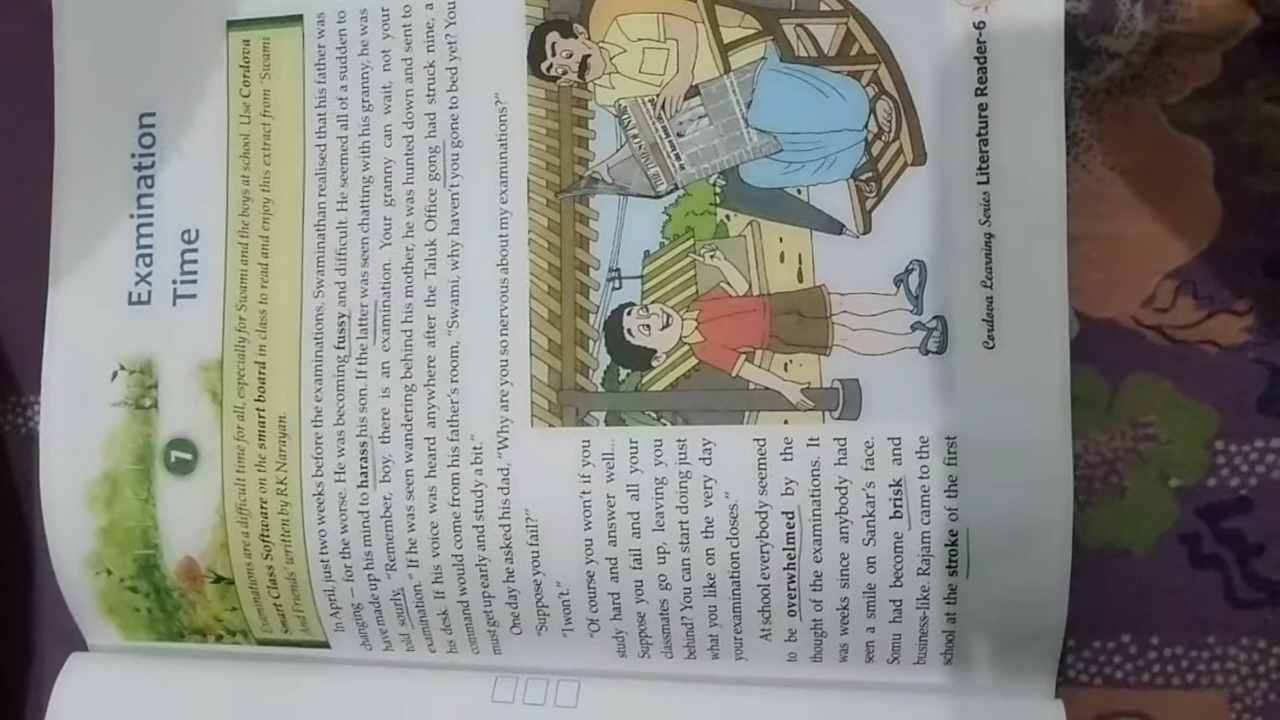 Examination
Time
7
Examinations are a difficult time for all, especially for Swami and the boys at school. Use Cordova
Smart Class Software on the smart board in class to read and enjoy this extract from 'Swami
And Friends' written by RK Narayan.
In April, just two weeks before the examinations, Swaminathan realised that his father was
changing – for the worse. He was becoming fussy and difficult. He seemed all of a sudden to
have made up his mind to harass his son. If the latter was seen chatting with his granny, he was
told sourly, "Remember, boy, there is an examination. Your granny can wait, not your
examination." If he was seen wandering behind his mother, he was hunted down and sent to
his desk. If his voice was heard anywhere after the Taluk Office gong had struck nine, a
command would come from his father's room, "Swami, why haven't you gone to bed yet? You
must get up early and study a bit."
One day he asked his dad, "Why are you so nervous about my examinations?"
"Suppose you fail?"
"I won't."
"Of course you won't if you
study hard and answer well...
Suppose you fail and all your
classmates go up, leaving you
behind? You can start doing just
what you like on the very day
your examination closes."
At school everybody seemed
to be overwhelmed by the
thought of the examinations. It
was weeks since anybody had
seen a smile on Sankar's face.
Somu had become brisk and
business-like. Rajam came to the
school at the stroke of the first
THE TIMES OF
Cordova Learning Series Literature Reader-6